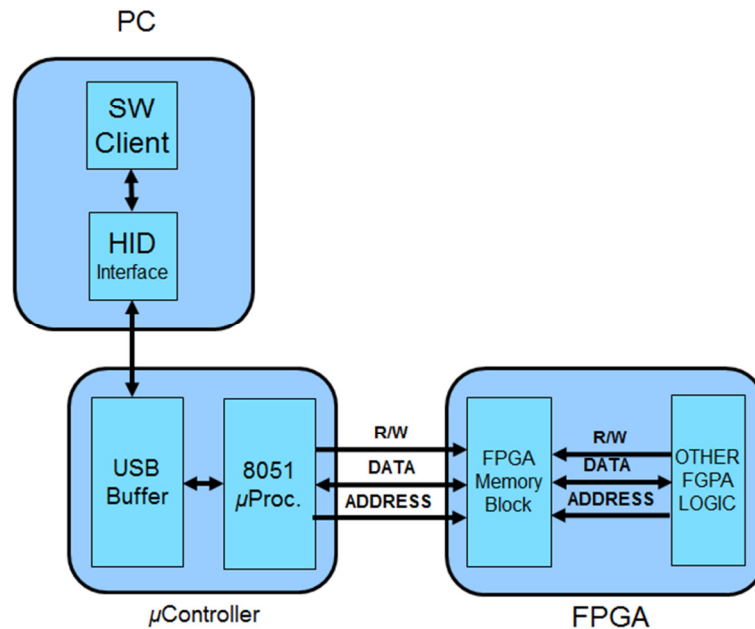 PC
SW
Client
HID
Interface
USB
Buffer
8051
µProc.
R/W
DATA
ADDRESS
FPGA
Memory
Block
R/W
DATA
ADDRESS
OTHER
FGPA
LOGIC
µController
FPGA